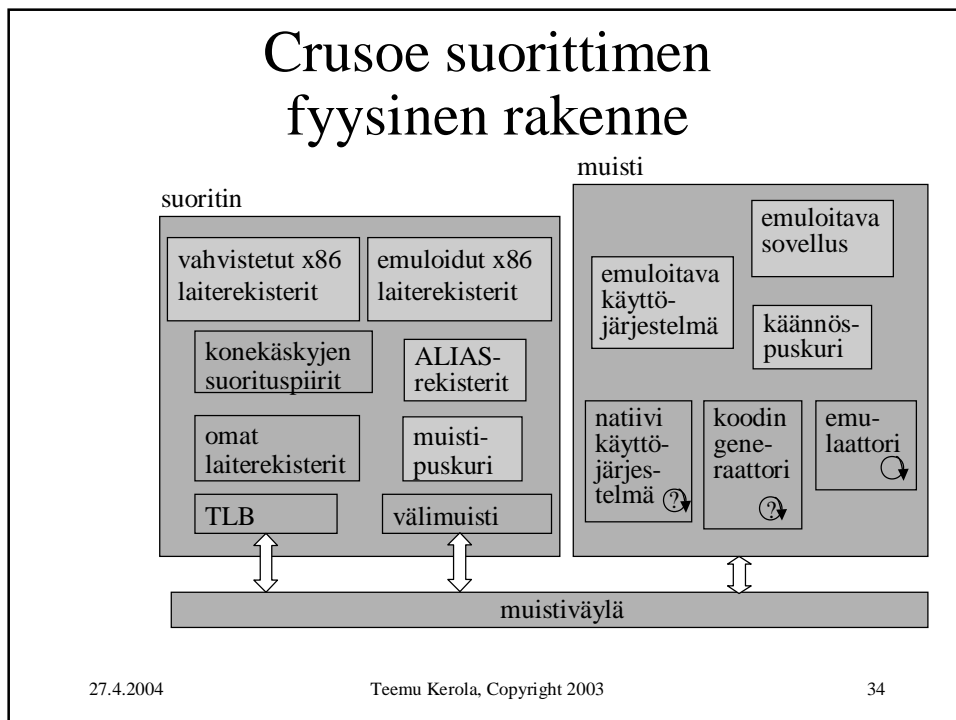 Crusoe suorittimen
fyysinen rakenne
suoritin
vahvistetut x86
laiterekisterit
emuloidut x86
laiterekisterit
konekäskyjen
suorituspiirit
ALIAS-
rekisterit
omat
laiterekisterit
muisti-
puskuri
TLB
välimuisti
muisti
emuloitava
sovellus
emuloitava
käyttö-
järjestelmä
käännös-
puskuri
natiivi
käyttö-
järjes-
telmä
?
koodin
gene-
raattori
?
emu-
laattori
muistiväylä
27.4.2004
Teemu Kerola, Copyright 2003
34